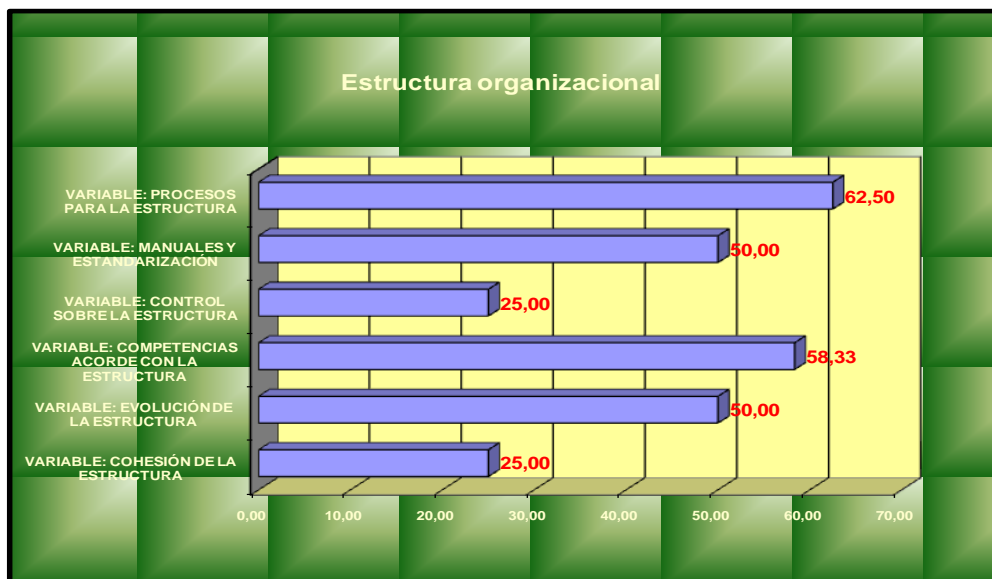 Estructura organizacional
VARIABLE: PROCESOS
PARA LA ESTRUCTURA
62,50
VARIABLE: MANUALES Y
ESTANDARIZACIÓN
50,00
VARIABLE: CONTROL
SOBRE LA ESTRUCTURA
25,00
VARIABLE: COMPETENCIAS
ACORDE CON LA
ESTRUCTURA
58,33
VARIABLE: EVOLUCIÓN DE
LA ESTRUCTURA
50,00
VARIABLE: COHESIÓN DE LA
ESTRUCTURA
25,00
0,00 10,00 20,00 30,00 40,00 50,00 60,00 70,00